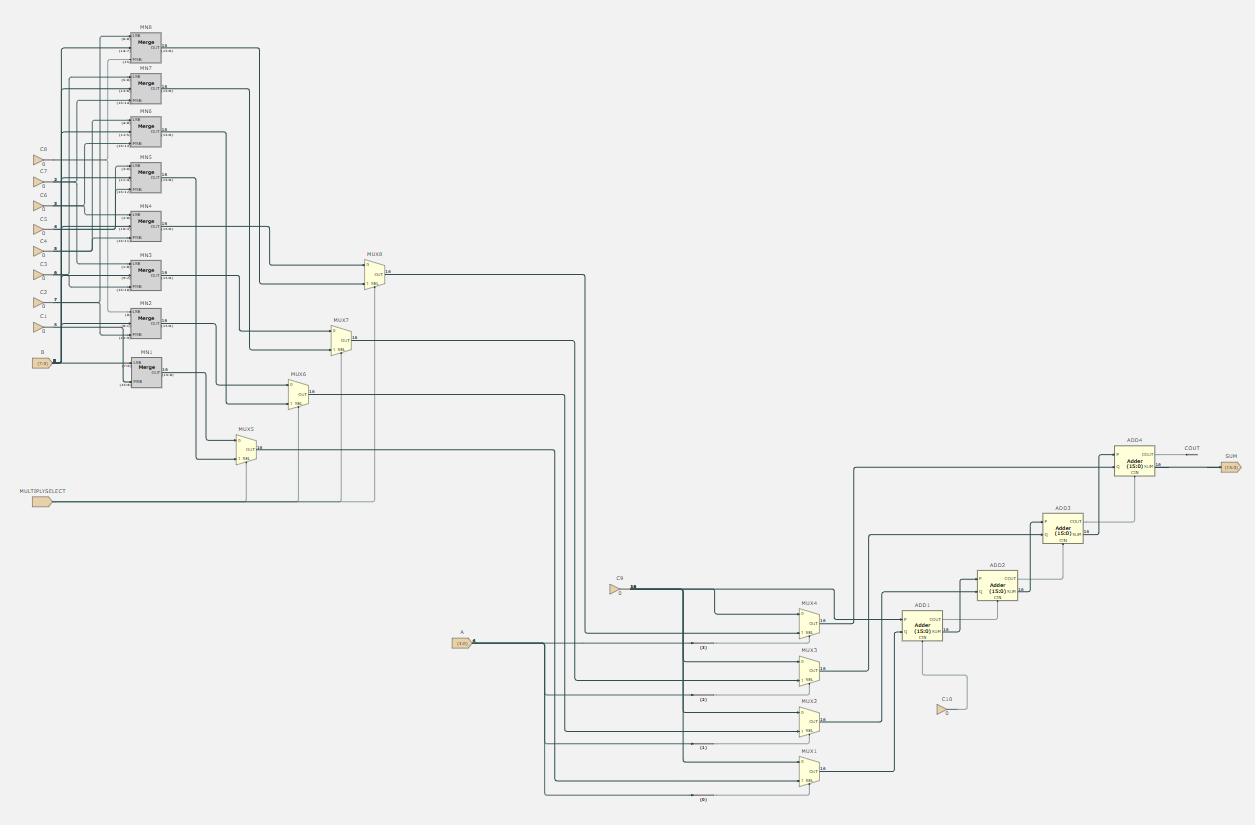 MN8
LSB
Merge
OUT
16
MSB
MN7
LSB
Merge
OUT
16
MSB
MN6
LSB
Merge
OUT
16
MSB
MN5
LSB
Merge
OUT
16
MSB
MN4
LSB
Merge
OUT
16
MSB
MN3
LSB
Merge
OUT
16
MSB
MN2
LSB
Merge
OUT
16
MSB
MN1
LSB
Merge
OUT
16
MSB
C8
0
C7
0
C6
0
C5
0
C4
0
C3
0
C2
0
7
C1
0
B
(7:0)
8
MULTIPLYSELECT
MUX8
0
OUT
16
1 SEL
MUX7
0
OUT
16
1 SEL
MUX6
0
OUT
16
1 SEL
MUX5
0
OUT
16
1 SEL
C9
0
16
A
(3:0)
4
MUX4
0
OUT
16
1 SEL
(3)
MUX3
0
OUT
16
1 SEL
(2)
MUX2
0
OUT
16
1 SEL
(1)
MUX1
0
OUT
16
1 SEL
(0)
ADD4
P
COUT
Adder
Q
(15:0)
SUM
16
CIN
COUT
SUM
(15:0)
ADD3
P
COUT
Adder
Q
(15:0)
SUM
16
CIN
ADD2
P
COUT
Adder
Q
(15:0)
SUM
16
CIN
ADD1
P
COUT
Adder
Q
(15:0)
SUM
16
CIN
C10
0